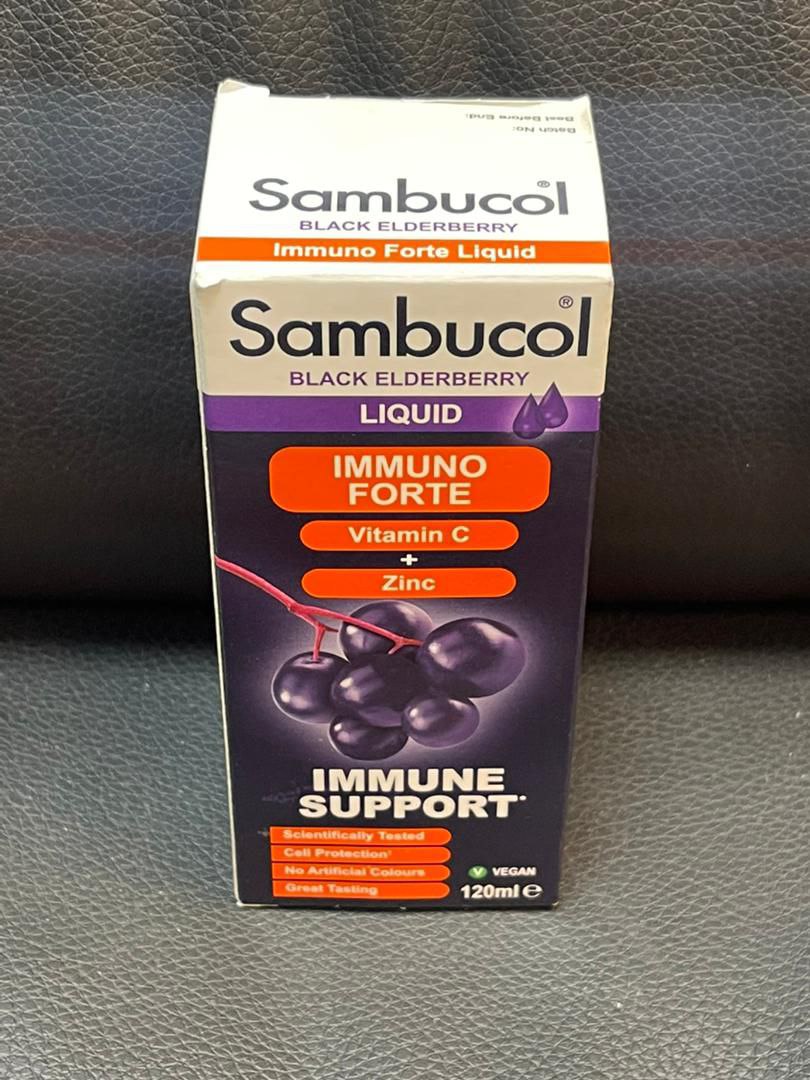 Best Before End:
Batch No:
Sambucol®
BLACK ELDERBERRY
Immuno Forte Liquid
Sambucol®
BLACK ELDERBERRY
LIQUID
IMMUNO
FORTE
Vitamin C
+
Zinc
IMMUNE
SUPPORT*
Scientifically Tested
Cell Protection†
No Artificial Colours
Great Tasting
V VEGAN
120ml ℮